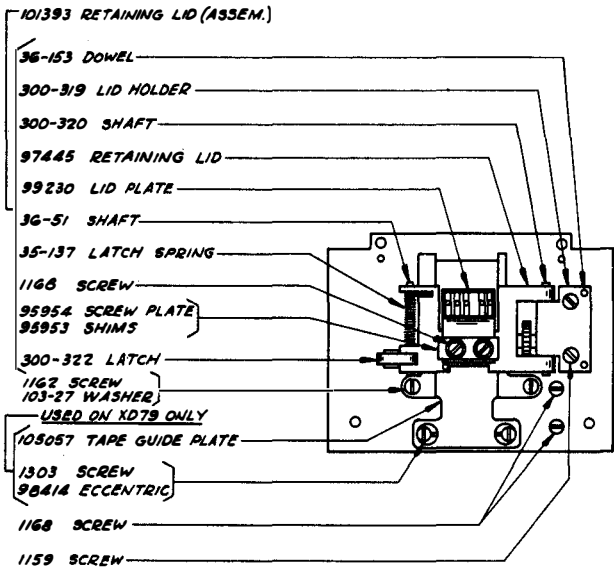 101393 RETAINING LID (ASSEM.)
36-153 DOWEL
300-319 LID HOLDER
300-320 SHAFT
97445 RETAINING LID
99230 LID PLATE
36-51 SHAFT
35-137 LATCH SPRING
1168 SCREW
95954 SCREW PLATE
95953 SHIMS
300-322 LATCH
1162 SCREW
103-27 WASHER
USED ON XD79 ONLY
105057 TAPE GUIDE PLATE
1303 SCREW
98414 ECCENTRIC
1168 SCREW
1159 SCREW